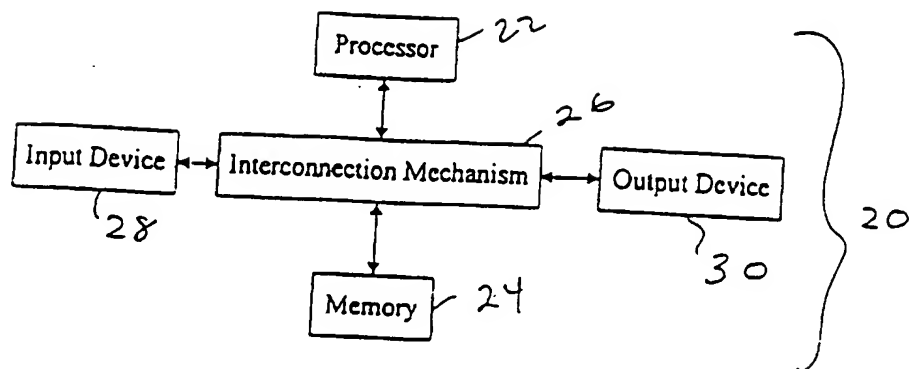 Processor
22
26
Input Device
Interconnection Mechanism
Output Device
28
30
20
Memory
24